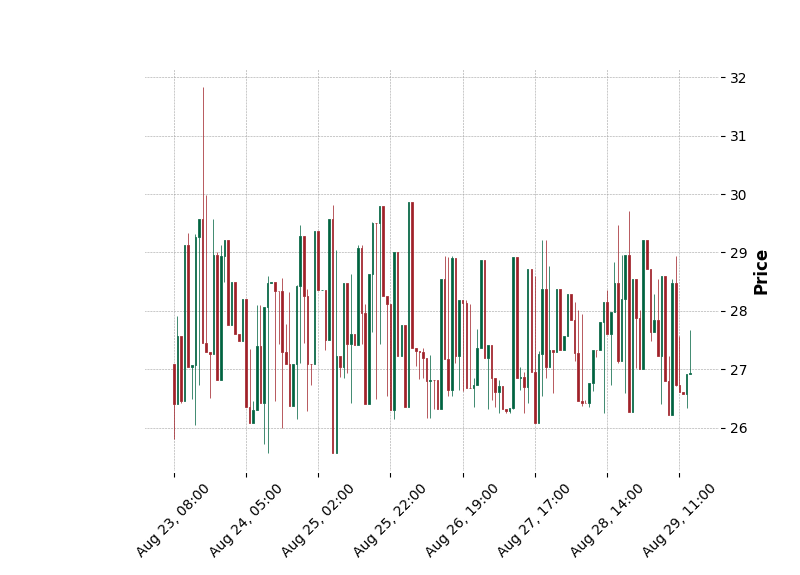 32
31
30
29
28
27
26
Price
Aug 23, 08:00
Aug 24, 05:00
Aug 25, 02:00
Aug 25, 22:00
Aug 26, 19:00
Aug 27, 17:00
Aug 28, 14:00
Aug 29, 11:00